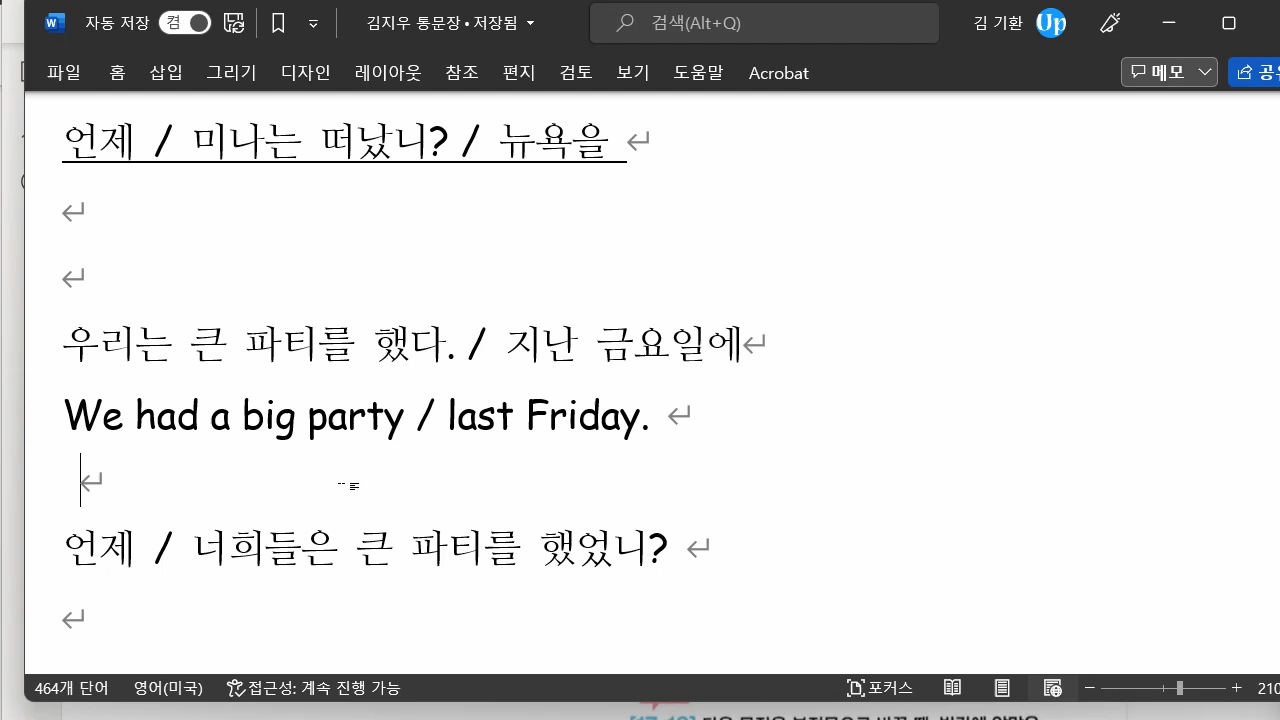 자동 저장 켬 김지우 통문장 • 저장됨 검색(Alt+Q) 김 기환 Up
파일 홈 삽입 그리기 디자인 레이아웃 참조 편지 검토 보기 도움말 Acrobat 메모
언제 / 미나는 떠났니? / 뉴욕을
우리는 큰 파티를 했다. / 지난 금요일에
We had a big party / last Friday.
언제 / 너희들은 큰 파티를 했었니?
464개 단어 영어(미국) 접근성: 계속 진행 가능 포커스 210